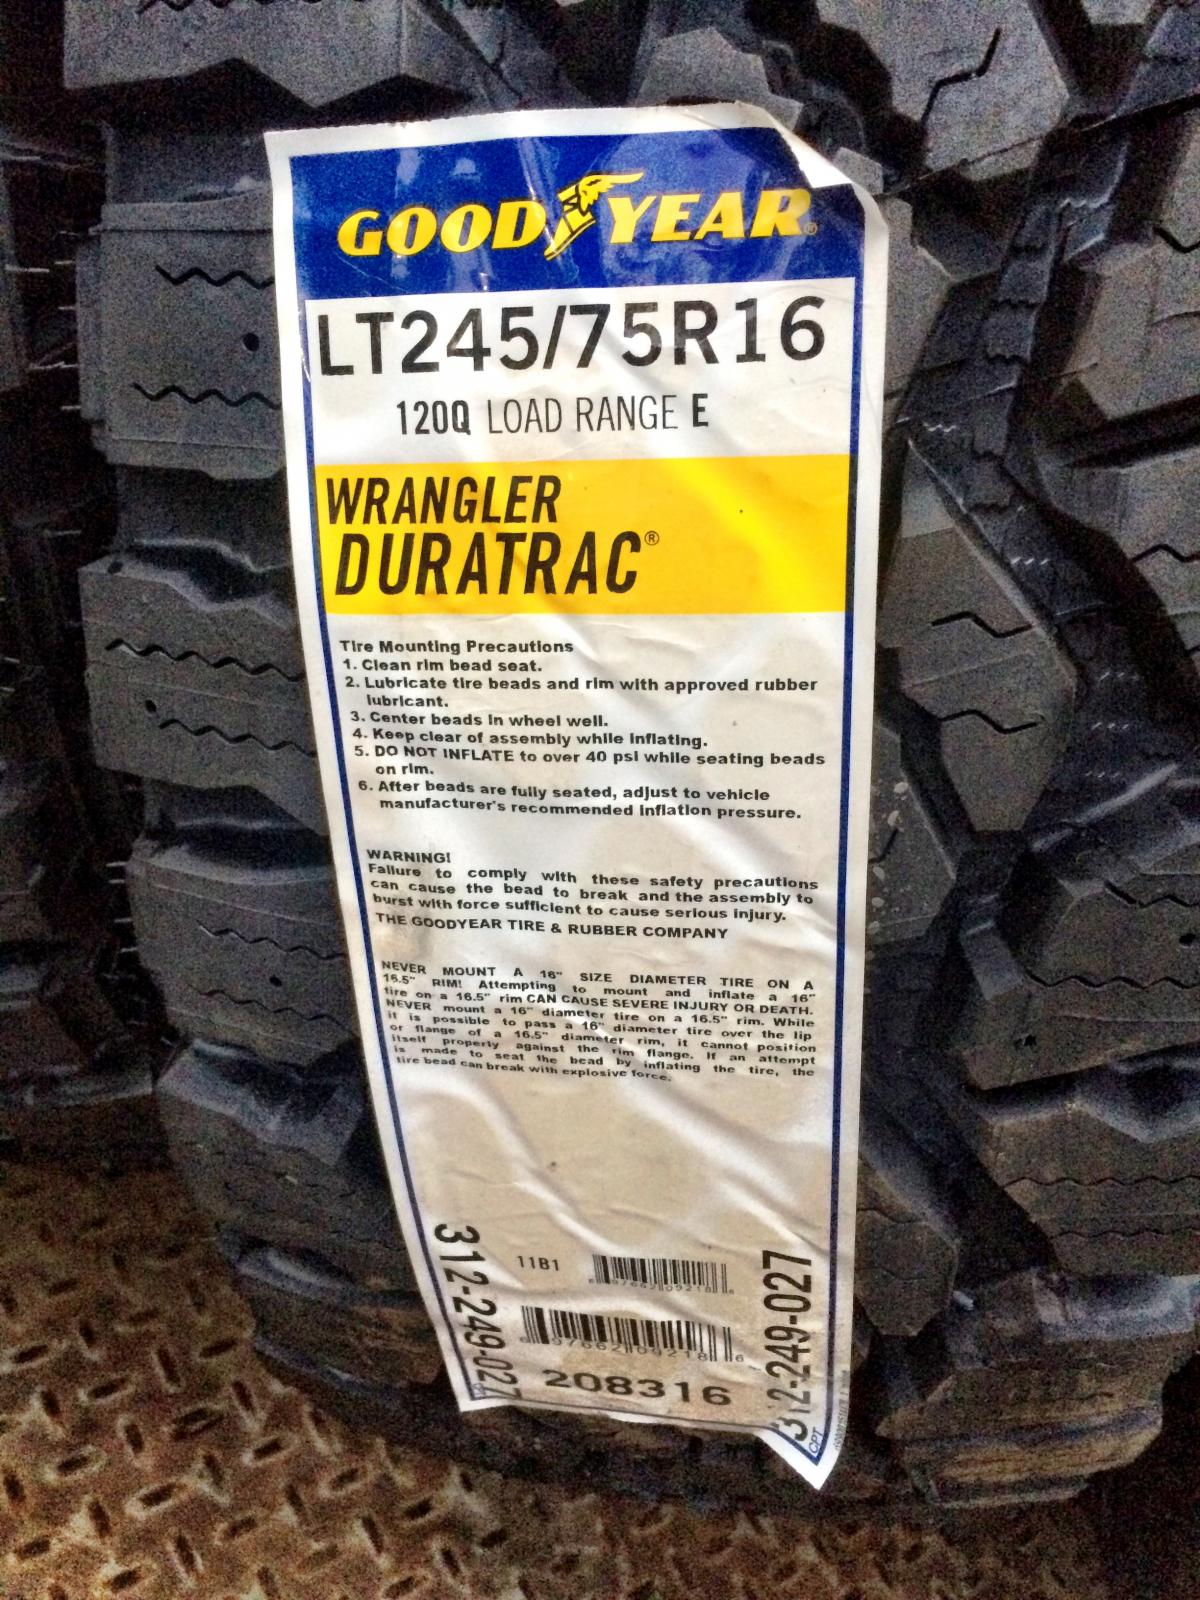 GOODYEAR®
LT245/75R16
120Q LOAD RANGE E
WRANGLER
DURATRAC®
Tire Mounting Precautions
1. Clean rim bead seat.
2. Lubricate tire beads and rim with approved rubber
lubricant.
3. Center beads in wheel well.
4. Keep clear of assembly while inflating.
5. DO NOT INFLATE to over 40 psi while seating beads
on rim.
6. After beads are fully seated, adjust to vehicle
manufacturer's recommended inflation pressure.
WARNING!
Failure to comply with these safety precautions
can cause the bead to break and the assembly to
burst with force sufficient to cause serious injury.
THE GOODYEAR TIRE & RUBBER COMPANY
NEVER MOUNT A 16" SIZE DIAMETER TIRE ON A
16.5" RIM! Attempting to mount and inflate a 16"
tire on a 16.5" rim CAN CAUSE SEVERE INJURY OR DEATH.
NEVER mount a 16" diameter tire on a 16.5" rim. While
it is possible to pass a 16" diameter tire over the lip
or flange of a 16.5" diameter rim, it cannot position
itself properly against the rim flange. If an attempt
is made to seat the bead by inflating the tire, the
tire bead can break with explosive force.
312-249-027
11B1
6 97662 09218 6
6 97662 09218 6
208316
312-249-027
CPT